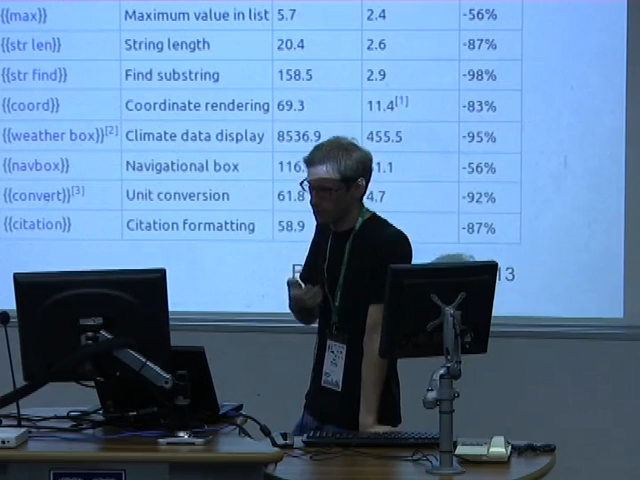 {{max}} Maximum value in list 5.7 2.4 -56%
{{str len}} String length 20.4 2.6 -87%
{{str find}} Find substring 158.5 2.9 -98%
{{coord}} Coordinate rendering 69.3 11.4[1] -83%
{{weather box}}[2] Climate data display 8536.9 455.5 -95%
{{navbox}} Navigational box -56%
{{convert}}[3] Unit conversion 61.8 4.7 -92%
{{citation}} Citation formatting 58.9 -87%
13